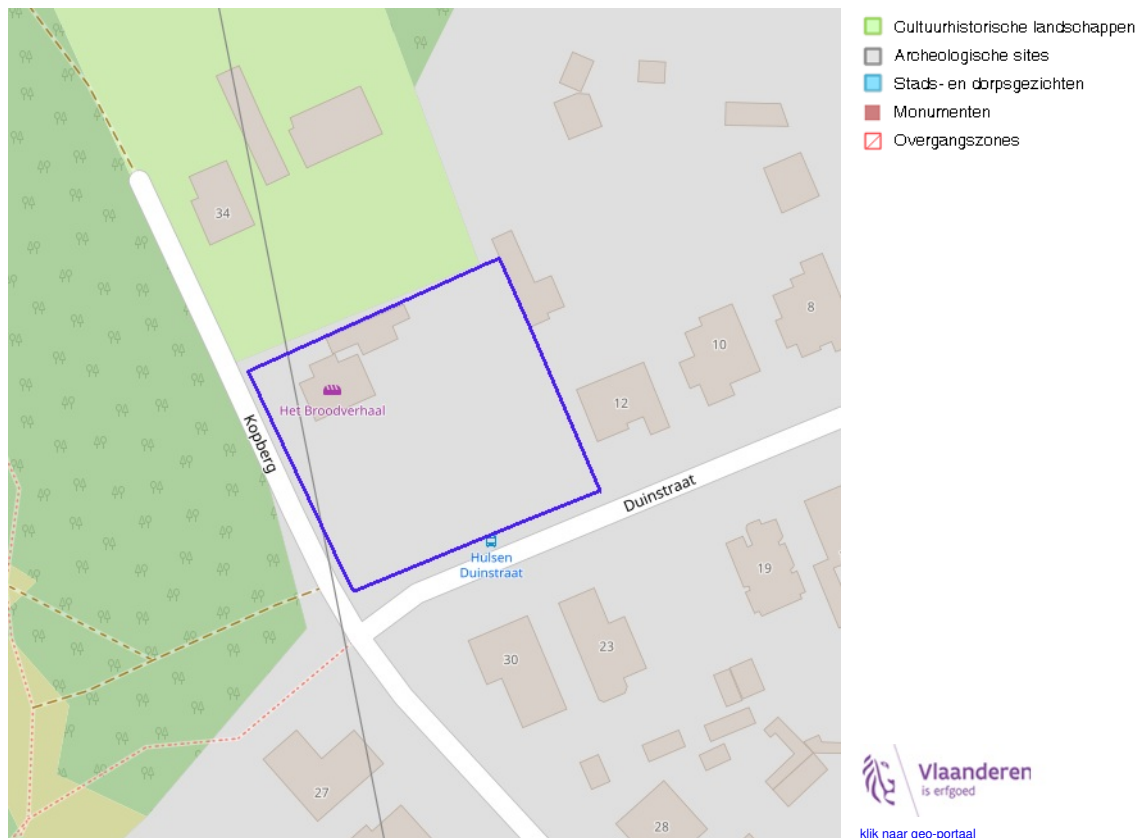 Cultuurhistorische landschappen
Archeologische sites
Stads- en dorpsgezichten
Monumenten
Overgangszones
34
8
10
12
Het Broodverhaal
Kopberg
Duinstraat
Hulsen
Duinstraat
19
23
30
27
28
Vlaanderen
is erfgoed
klik naar geo-portaal